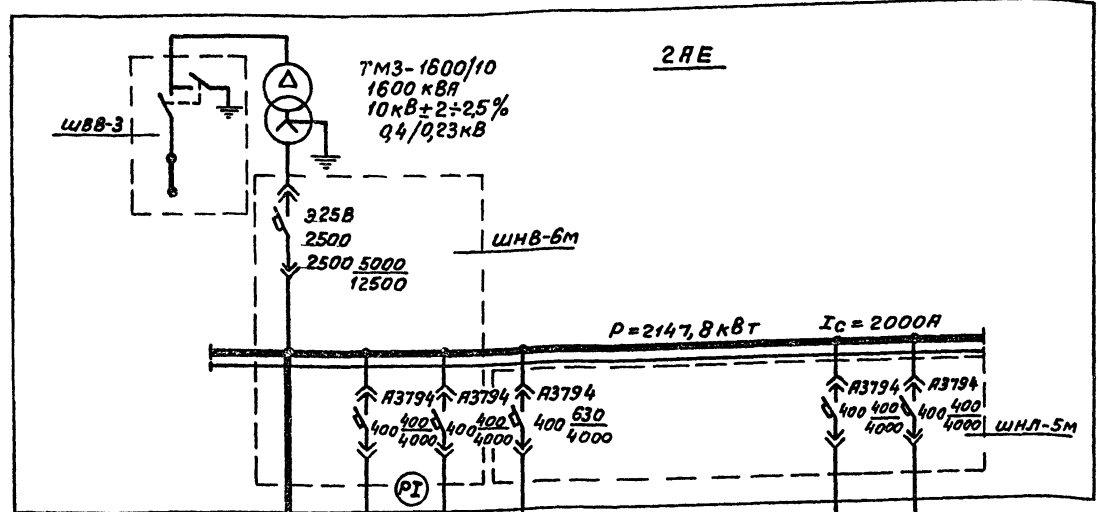 2АЕ
ТМЗ-1600/10
1600 кВА
10кВ±2÷2,5%
0,4/0,23кВ
ШВВ-3
Э25В
2500
2500 5000/12500
ШНВ-6м
P=2147,8кВт Ic=2000А
А3794 А3794 А3794 А3794 А3794
400 400/4000 400 400/4000 400 630/4000 400 400/4000 400 400/4000
ШНЛ-5м
PI